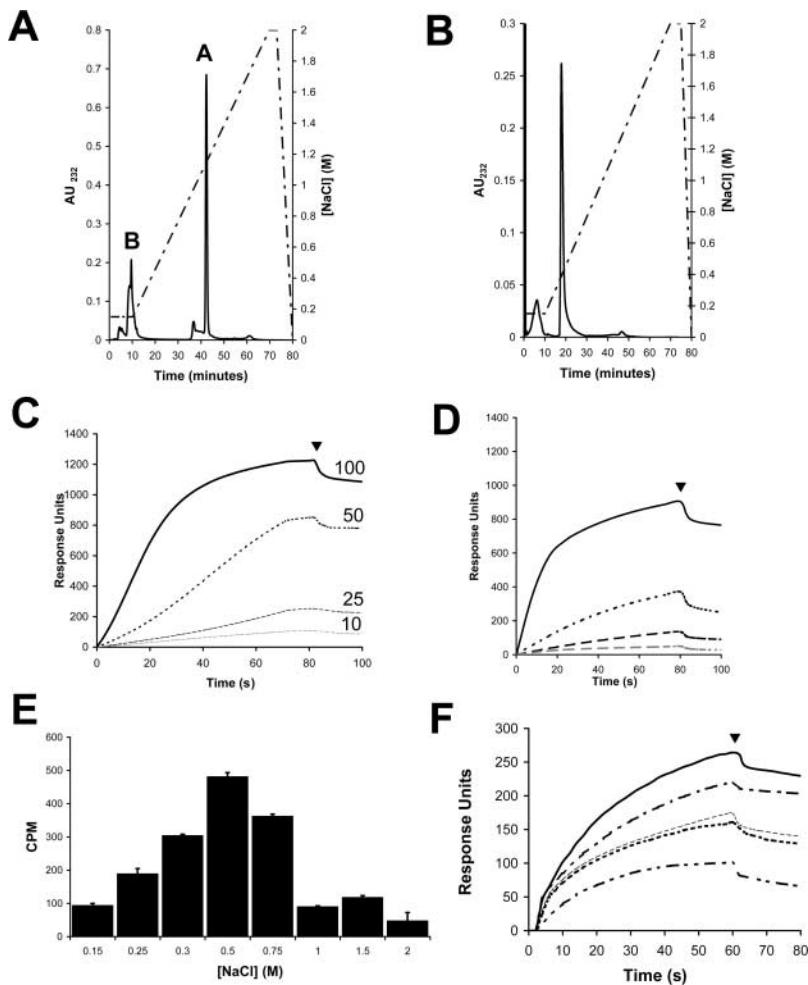 A
B
0.8
0.7
0.6
0.5
0.4
0.3
0.2
0.1
0
AU 232
B
A
2
1.8
1.6
1.4
1.2
1
0.8
0.6
0.4
0.2
0
[NaCl] (M)
0 10 20 30 40 50 60 70 80
Time (minutes)
0.3
0.25
0.2
0.15
0.1
0.05
0
AU232
2
1.8
1.6
1.4
1.2
1
0.8
0.6
0.4
0.2
0
[NaCl] (M)
0 10 20 30 40 50 60 70 80
Time (minutes)
C
1400
1200
1000
800
600
400
200
0
Response Units
100
50
25
10
0 20 40 60 80 100
Time (s)
D
1400
1200
1000
800
600
400
200
0
Response Units
0 20 40 60 80 100
Time (s)
E
600
500
400
300
200
100
0
CPM
0.15 0.25 0.3 0.5 0.75 1 1.5 2
[NaCl] (M)
F
300
250
200
150
100
50
0
Response Units
0 10 20 30 40 50 60 70 80
Time (s)